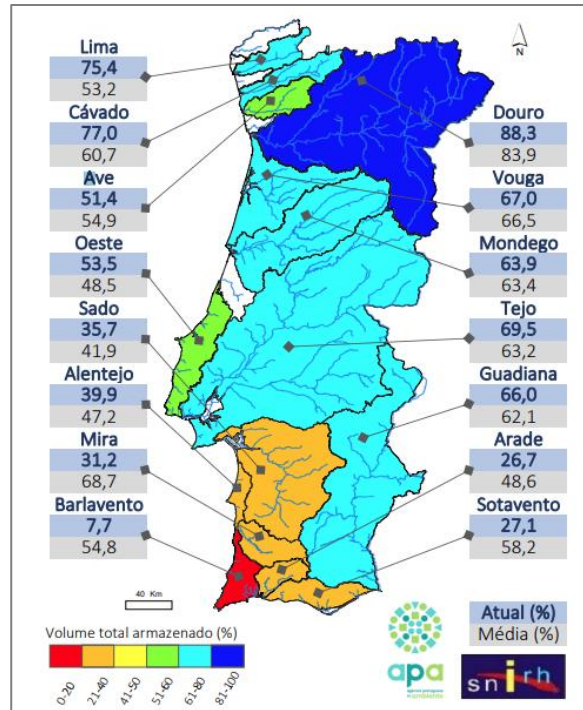 Lima
75,4
53,2
Cávado
77,0
60,7
Ave
51,4
54,9
Oeste
53,5
48,5
Sado
35,7
41,9
Alentejo
39,9
47,2
Mira
31,2
68,7
Barlavento
7,7
54,8
N
Douro
88,3
83,9
Vouga
67,0
66,5
Mondego
63,9
63,4
Tejo
69,5
63,2
Guadiana
66,0
62,1
Arade
26,7
48,6
Sotavento
27,1
58,2
40 Km
Volume total armazenado (%)
0-20
21-40
41-50
51-60
61-80
81-100
apa
agência portuguesa
do ambiente
Atual (%)
Média (%)
snirh